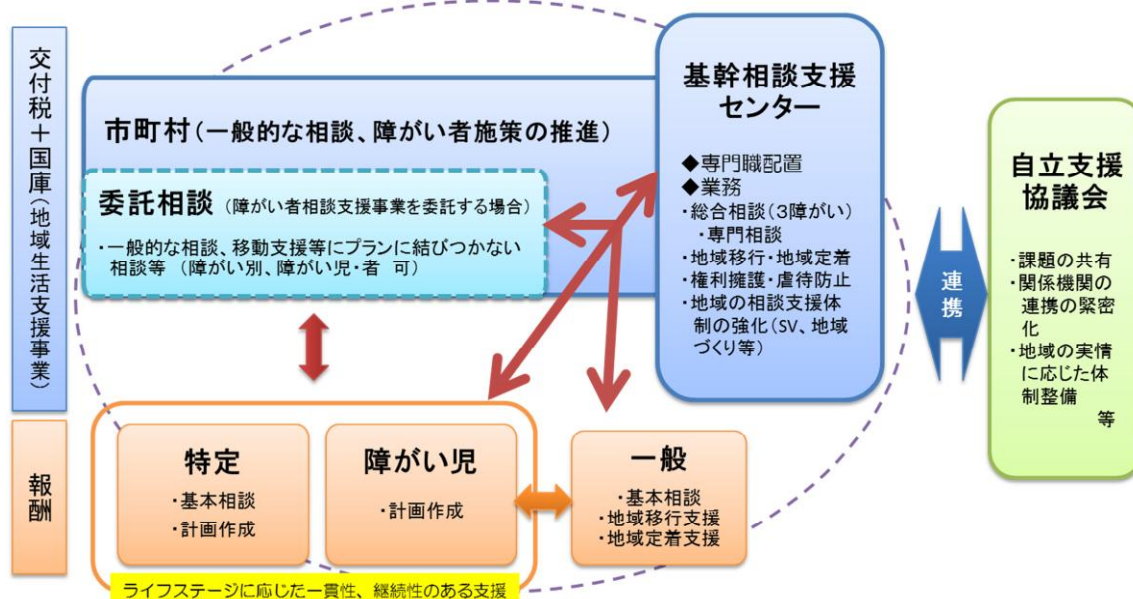 交付税＋国庫（地域生活支援事業）
報酬
市町村（一般的な相談、障がい者施策の推進）
委託相談 （障がい者相談支援事業を委託する場合）
・一般的な相談、移動支援等にプランに結びつかない
相談等 （障がい別、障がい児・者 可）
基幹相談支援
センター
◆専門職配置
◆業務
・総合相談（３障がい）
・専門相談
・地域移行・地域定着
・権利擁護・虐待防止
・地域の相談支援体
制の強化（SV、地域
づくり等）
連携
自立支援
協議会
・課題の共有
・関係機関の
連携の緊密
化
・地域の実情
に応じた体
制整備
等
特定
・基本相談
・計画作成
障がい児
・計画作成
一般
・基本相談
・地域移行支援
・地域定着支援
ライフステージに応じた一貫性、継続性のある支援